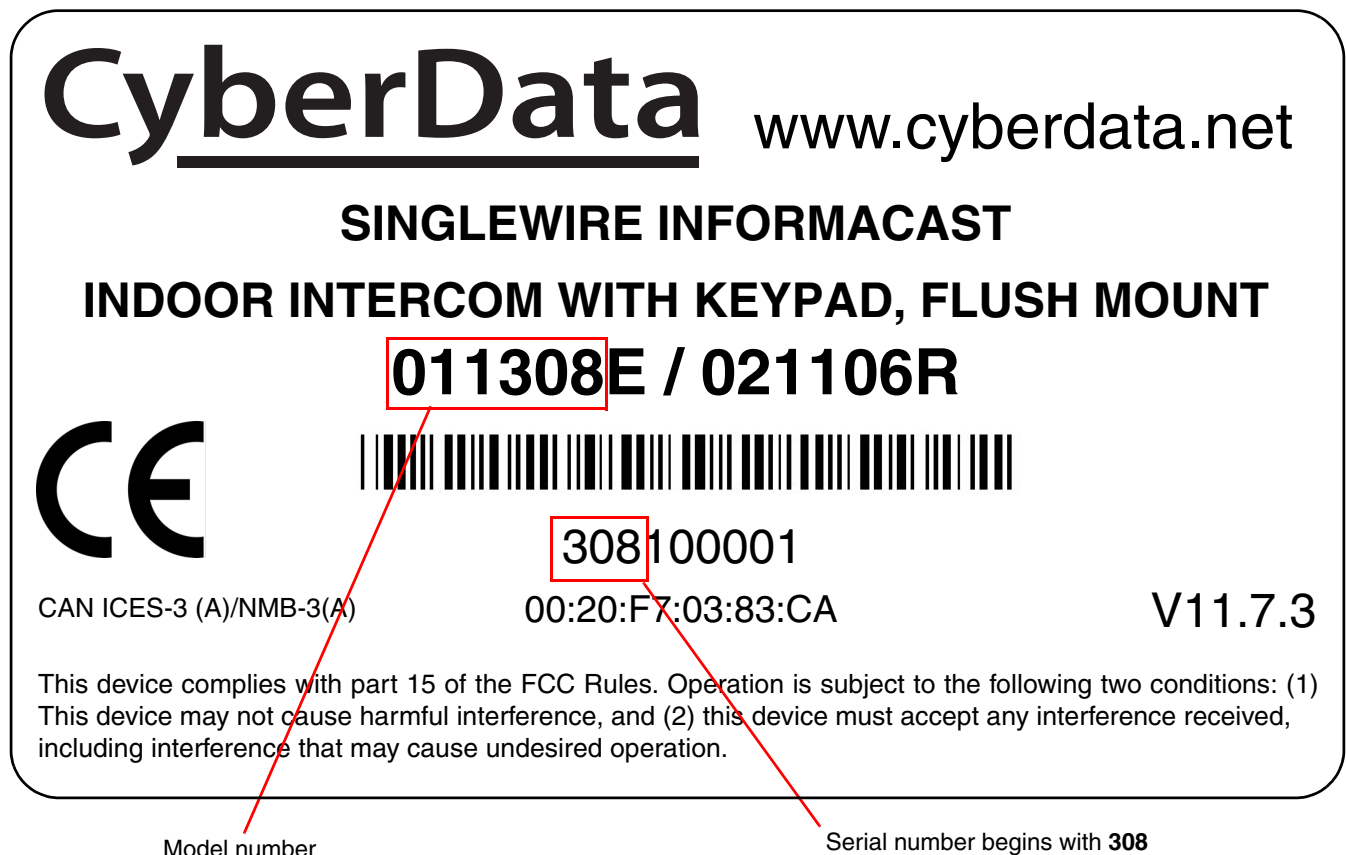 CyberData
www.cyberdata.net
SINGLEWIRE INFORMACAST
INDOOR INTERCOM WITH KEYPAD, FLUSH MOUNT
011308E / 021106R
CE
308100001
CAN ICES-3 (A)/NMB-3(A)
00:20:F7:03:83:CA
V11.7.3
This device complies with part 15 of the FCC Rules. Operation is subject to the following two conditions: (1)
This device may not cause harmful interference, and (2) this device must accept any interference received,
including interference that may cause undesired operation.
Model number
Serial number begins with 308